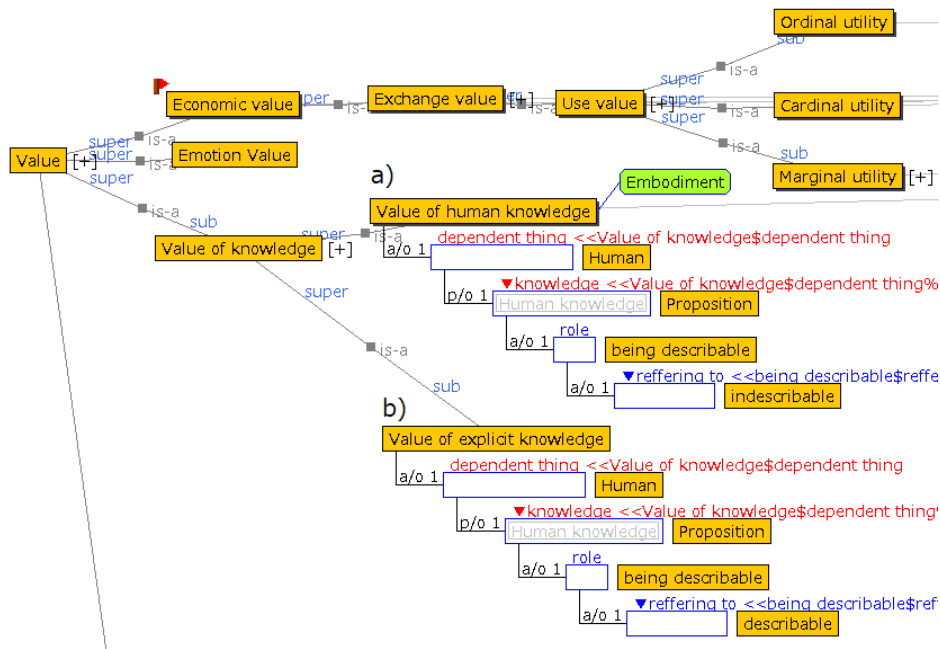 Ordinal utility
sub
super
is-a
Economic value
super
is-a
Exchange value
[+]
is-a
Use value
[+]
super
super
is-a
Cardinal utility
super
is-a
super
is-a
Value
[+]
super
is-a
Emotion Value
sub
Marginal utility
[+]
super
a)
Embodiment
is-a
sub
Value of human knowledge
Value of knowledge
[+]
super
is-a
a/o 1
dependent thing <<Value of knowledge$dependent thing
Human
super
p/o 1
▼knowledge <<Value of knowledge$dependent thing%
Human knowledge
Proposition
a/o 1
role
being describable
is-a
a/o 1
▼reffering to <<being describable$reffe
indescribable
sub
b)
Value of explicit knowledge
dependent thing <<Value of knowledge$dependent thing
a/o 1
Human
▼knowledge <<Value of knowledge$dependent thing%
p/o 1
Human knowledge
Proposition
role
a/o 1
being describable
▼reffering to <<being describable$reff
a/o 1
describable